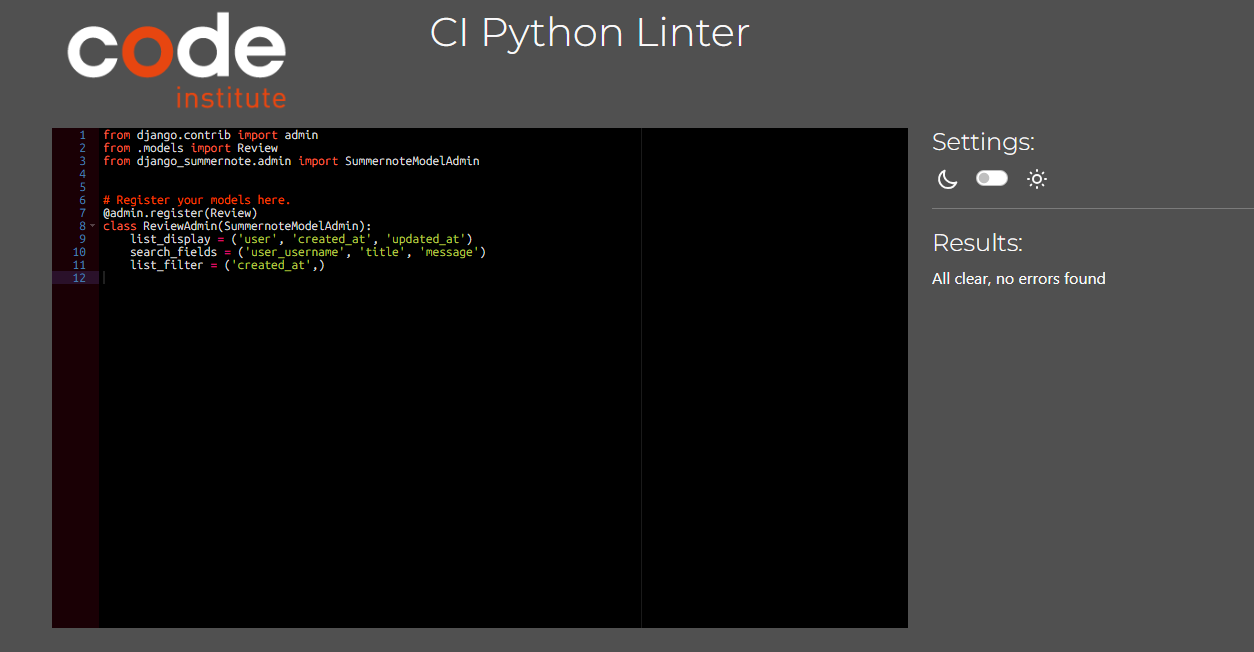 code
institute
CI Python Linter
1 from django.contrib import admin
2 from .models import Review
3 from django_summernote.admin import SummernoteModelAdmin
4
5
6 # Register your models here.
7 @admin.register(Review)
8 class ReviewAdmin(SummernoteModelAdmin):
9     list_display = ('user', 'created_at', 'updated_at')
10     search_fields = ('user_username', 'title', 'message')
11     list_filter = ('created_at',)
12
Settings:
Results:
All clear, no errors found